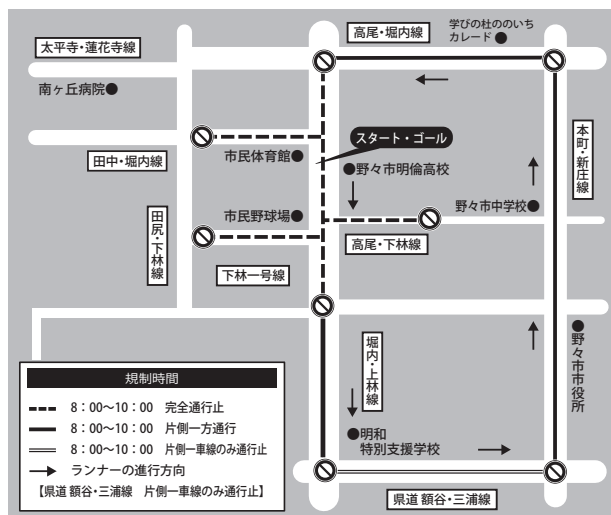 学びの杜ののいち
カレード●
高尾・堀内線
太平寺・蓮花寺線
南ヶ丘病院●
本町・新庄線
スタート・ゴール
市民体育館●
●野々市明倫高校
田中・堀内線
田尻・下林線
市民野球場●
野々市中学校●
高尾・下林線
下林一号線
堀内・上林線
●野々市市役所
規制時間
8：00〜10：00 完全通行止
8：00〜10：00 片側一方通行
8：00〜10：00 片側一車線のみ通行止
ランナーの進行方向
【県道 額谷・三浦線 片側一車線のみ通行止】
●明和
特別支援学校
県道 額谷・三浦線